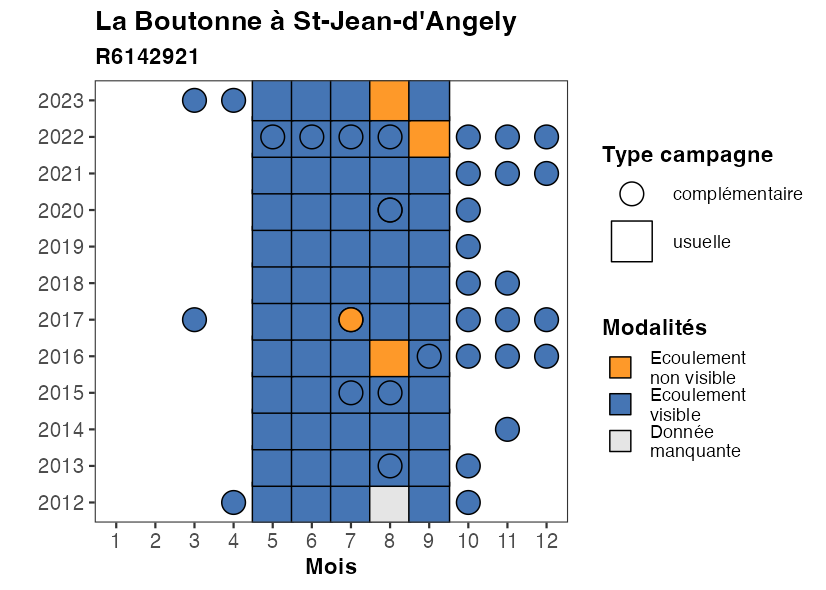 La Boutonne à St-Jean-d'Angely
R6142921
2023
2022
2021
2020
2019
2018
2017
2016
2015
2014
2013
2012
1 2 3 4 5 6 7 8 9 10 11 12
Mois
Type campagne
complémentaire
usuelle
Modalités
Ecoulement
non visible
Ecoulement
visible
Donnée
manquante